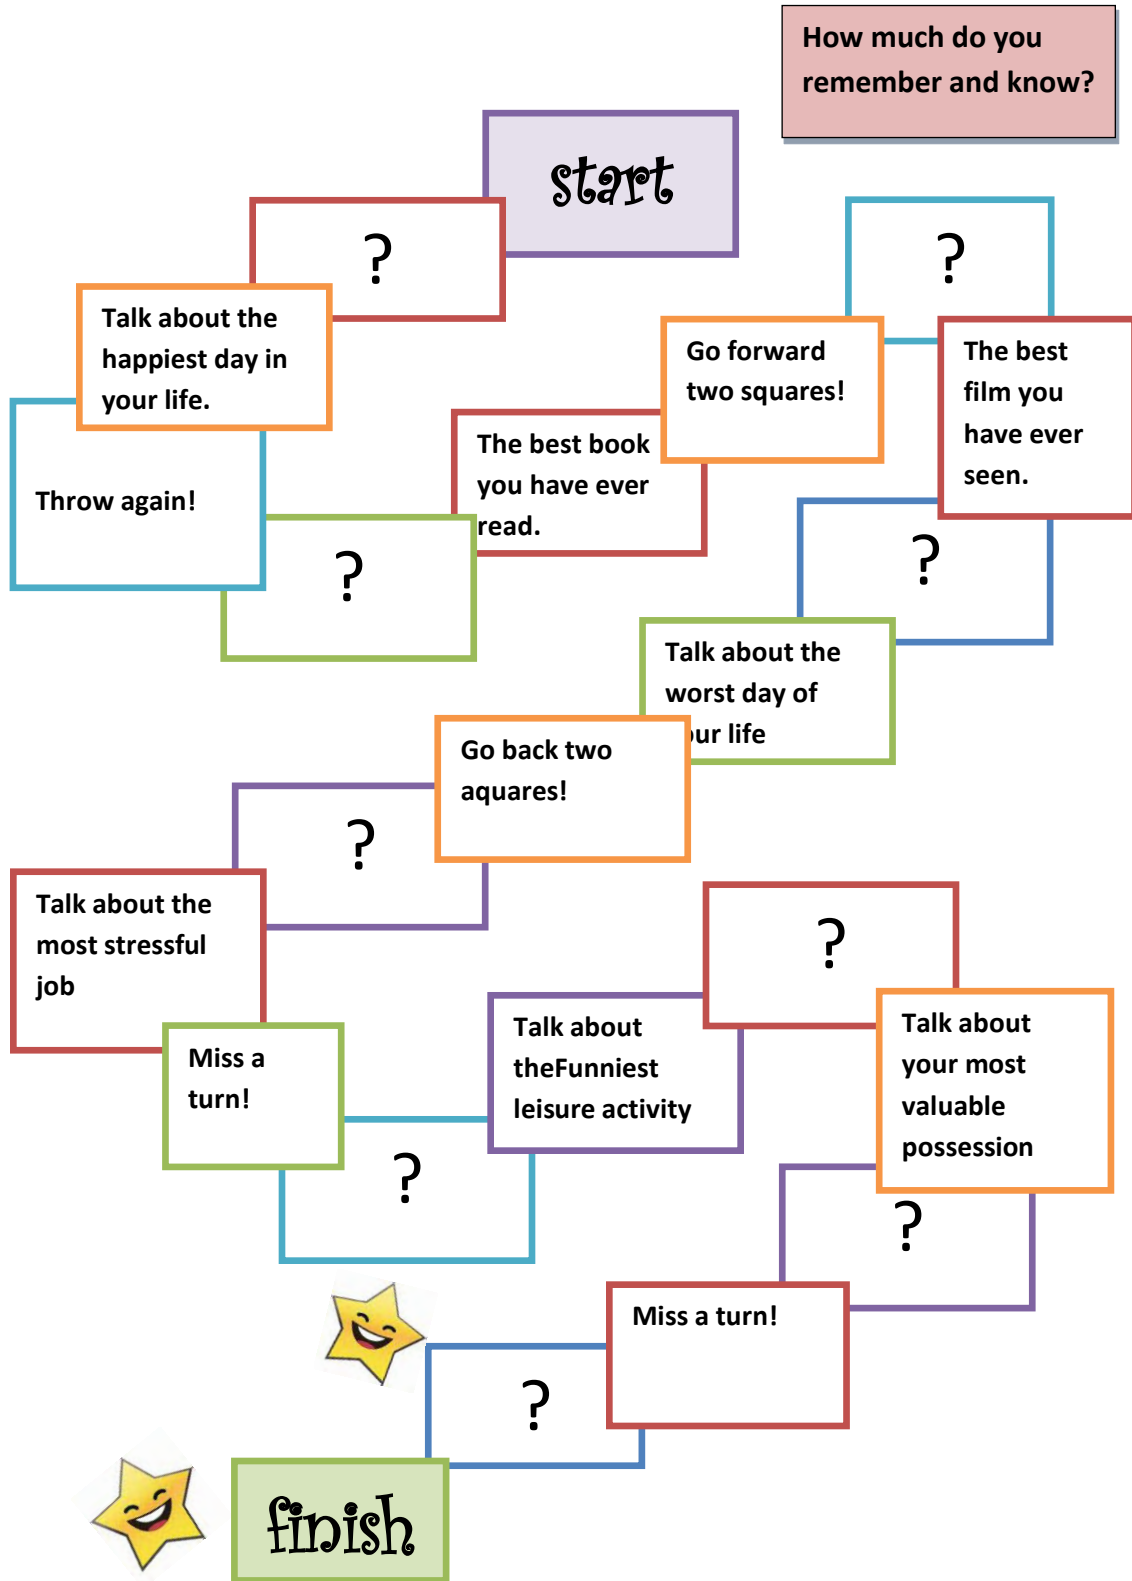 How much do you
remember and know?
start
?
Talk about the
happiest day in
your life.
Throw again!
?
The best book
you have ever
read.
Go forward
two squares!
?
The best
film you
have ever
seen.
?
Talk about the
worst day of
our life
Go back two
aquares!
?
Talk about the
most stressful
job
Miss a
turn!
?
Talk about
theFunniest
leisure activity
?
Talk about
your most
valuable
possession
?
Miss a turn!
?
finish